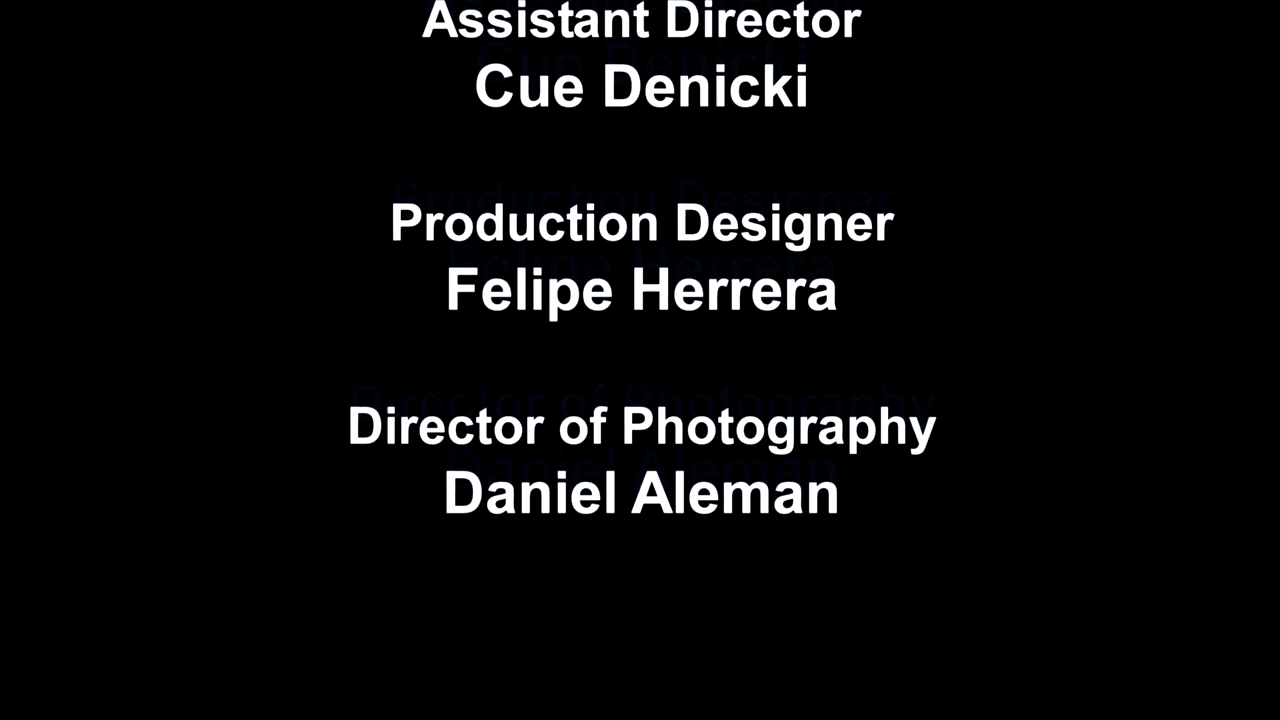 Assistant Director
Cue Denicki
Production Designer
Felipe Herrera
Director of Photography
Daniel Aleman